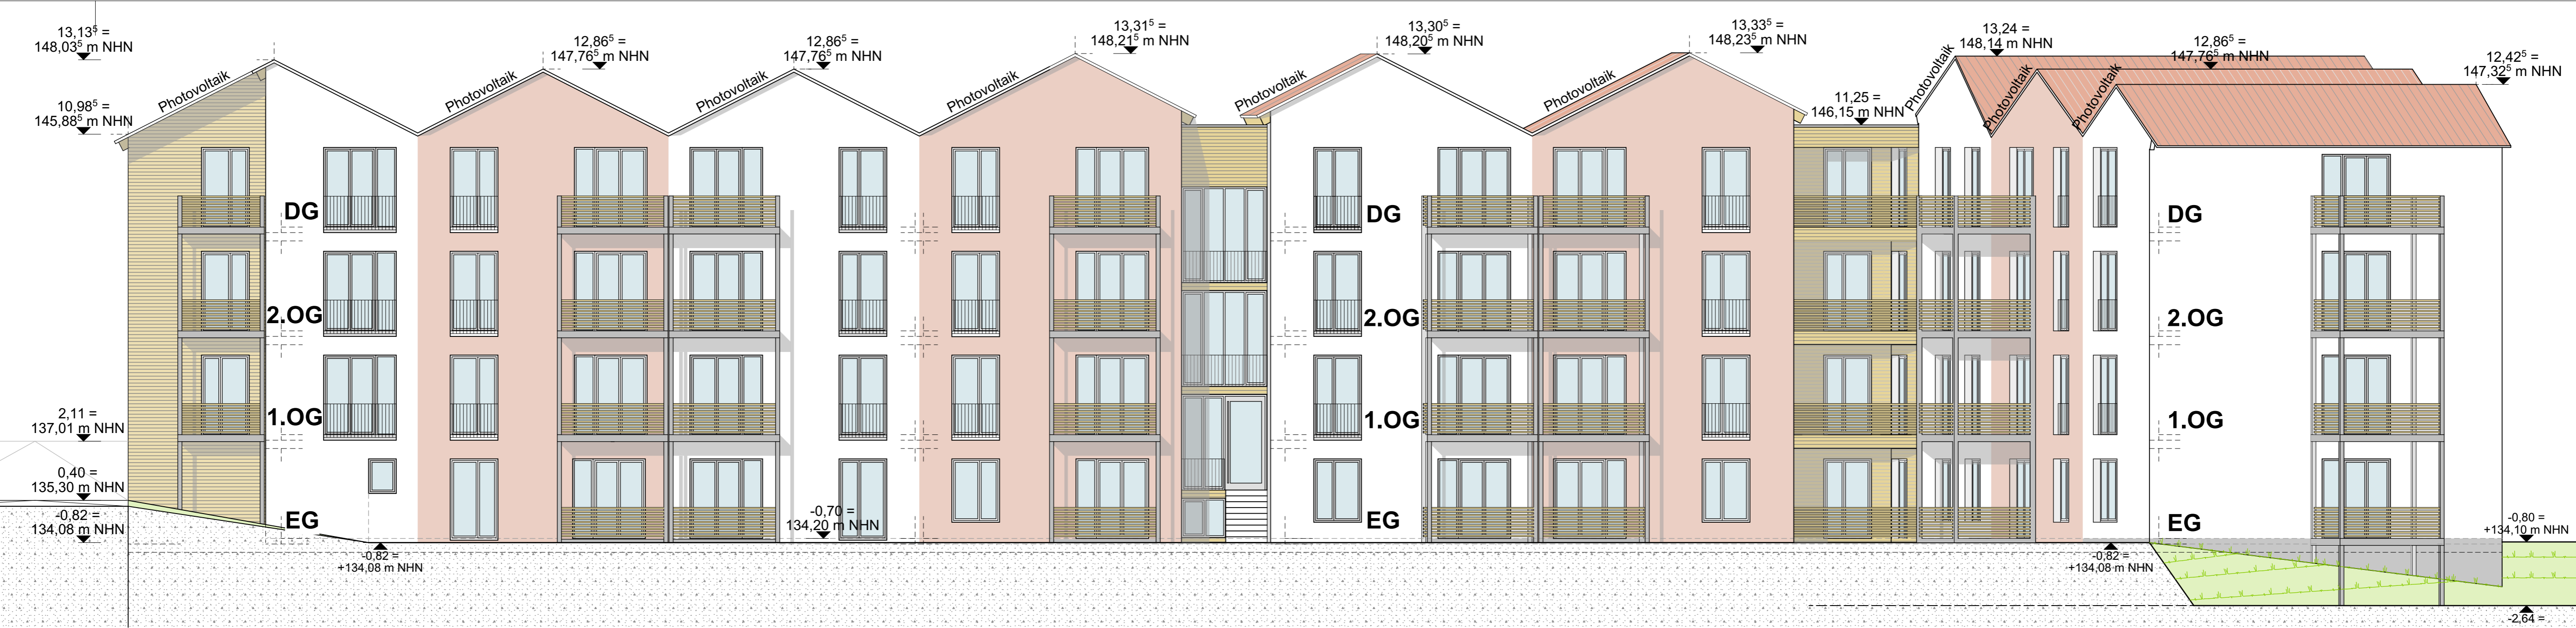 13,13⁵ =
148,03⁵ m NHN
12,86⁵ =
147,76⁵ m NHN
12,86⁵ =
147,76⁵ m NHN
13,31⁵ =
148,21⁵ m NHN
13,30⁵ =
148,20⁵ m NHN
13,33⁵ =
148,23⁵ m NHN
13,24 =
148,14 m NHN
12,86⁵ =
147,76⁵ m NHN
12,42⁵ =
147,32⁵ m NHN
10,98⁵ =
145,88⁵ m NHN
11,25 =
146,15 m NHN
Photovoltaik
Photovoltaik
Photovoltaik
Photovoltaik
Photovoltaik
Photovoltaik
Photovoltaik
Photovoltaik
Photovoltaik
DG
DG
DG
2.OG
2.OG
2.OG
1.OG
1.OG
1.OG
2,11 =
137,01 m NHN
0,40 =
135,30 m NHN
-0,82 =
134,08 m NHN
EG
EG
EG
-0,70 =
134,20 m NHN
-0,80 =
+134,10 m NHN
-0,82 =
+134,08 m NHN
-0,82 =
+134,08 m NHN
-2,64 =